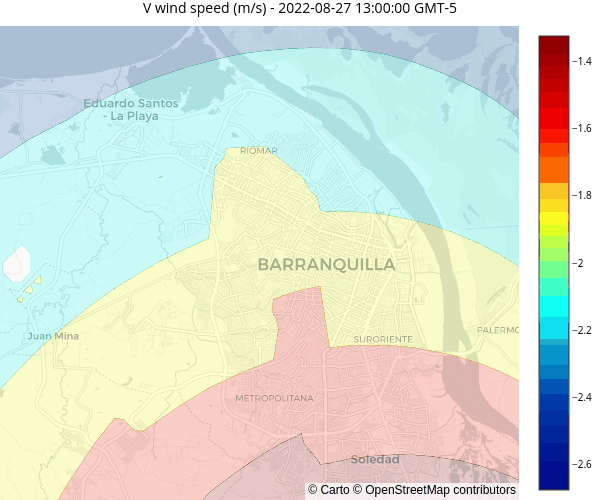 V wind speed (m/s) - 2022-08-27 13:00:00 GMT-5
−1.4
Eduardo Santos
- La Playa
−1.6
RIOMAR
−1.8
BARRANQUILLA
−2
Juan Mina
SURORIENTE
PALERMO
−2.2
METROPOLITANA
−2.4
Soledad
−2.6
© Carto © OpenStreetMap contributors